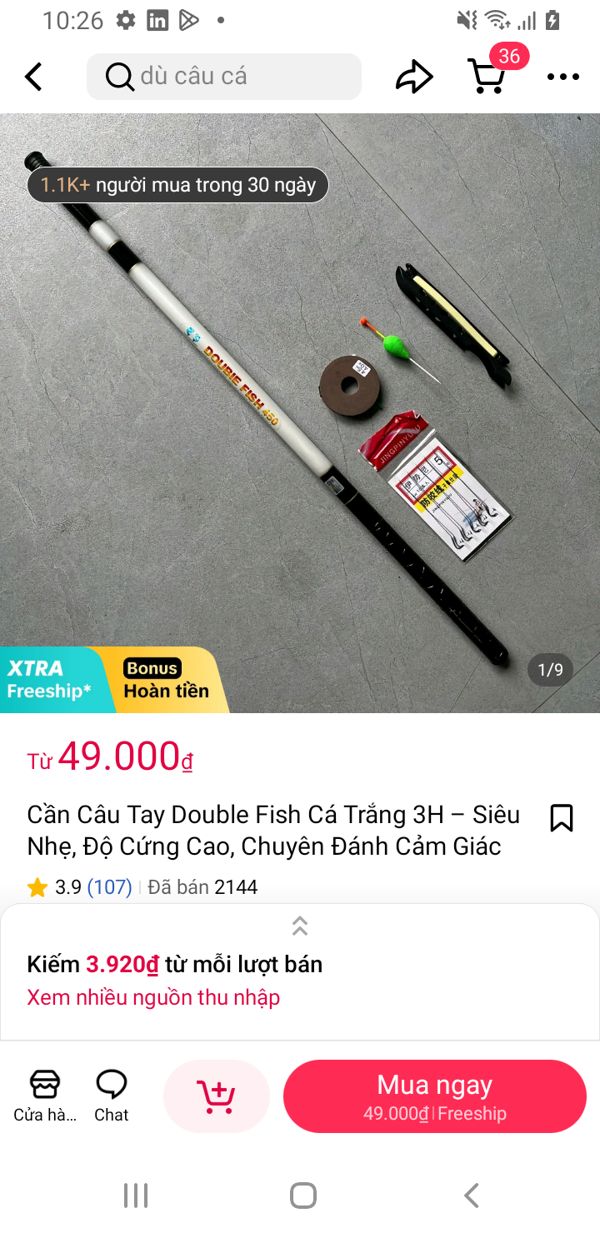 10:26
dù câu cá
36
1.1K+ người mua trong 30 ngày
DOUBLE FISH 450
JINGPINYUJU
5
XTRA
Freeship*
Bonus
Hoàn tiền
1/9
Từ 49.000₫
Cần Câu Tay Double Fish Cá Trắng 3H – Siêu
Nhẹ, Độ Cứng Cao, Chuyên Đánh Cảm Giác
3.9 (107) Đã bán 2144
Kiếm 3.920₫ từ mỗi lượt bán
Xem nhiều nguồn thu nhập
Cửa hà...
Chat
Mua ngay
49.000₫ Freeship